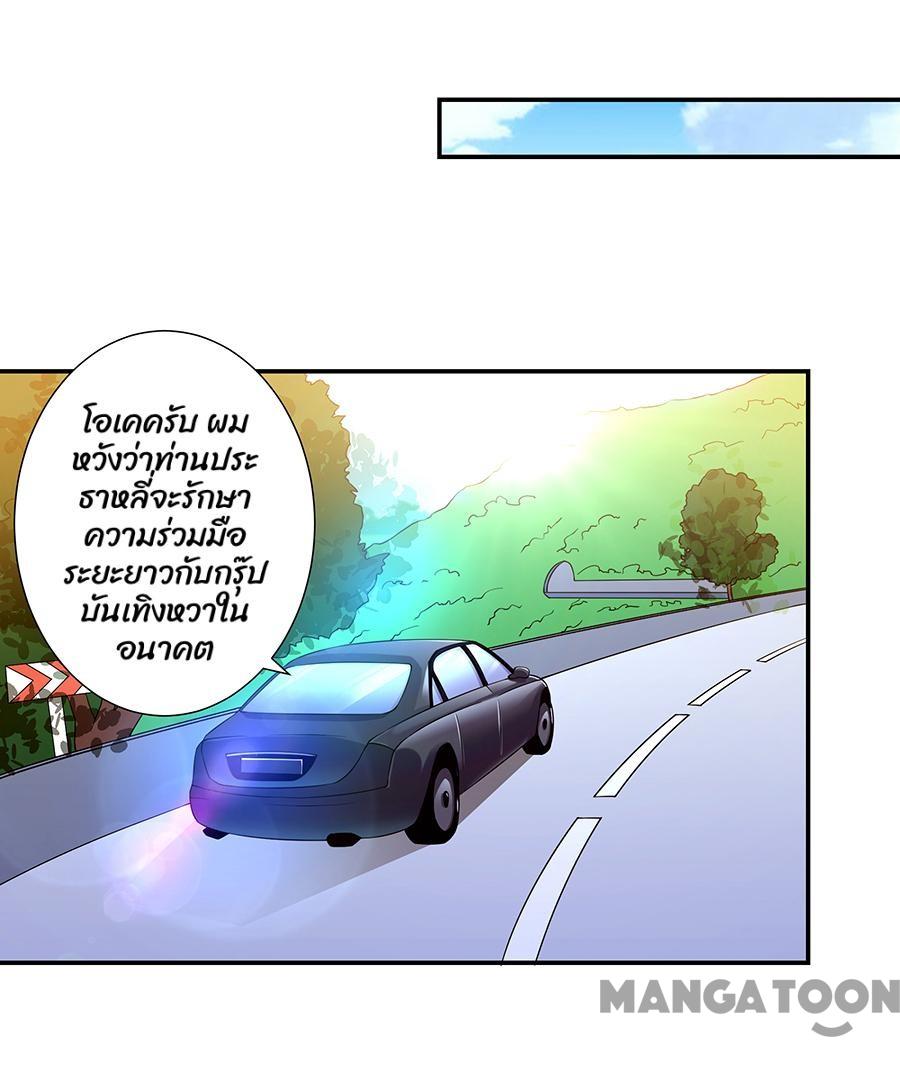 โอเคครับ ผม
หวังว่าท่านประ
ธาหลี่จะรักษา
ความร่วมมือ
ระยะยาวกับกรุ๊ป
บันเทิงหวาใน
อนาคต
MANGATOON